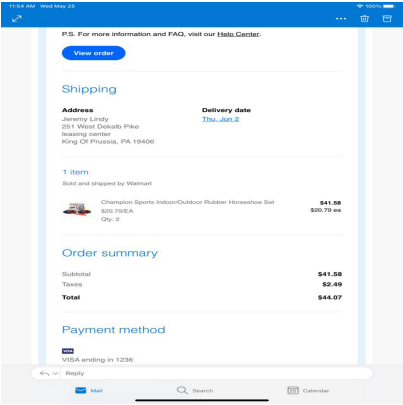 11:54 AM Wed May 25
100%
P.S. For more information and FAQ, visit our Help Center.
View order
Shipping
Address
Jeremy Lindy
251 West Dekalb Pike
leasing center
King Of Prussia, PA 19406
Delivery date
Thu, Jun 2
1 item
Sold and shipped by Walmart
Champion Sports Indoor/Outdoor Rubber Horseshoe Set
$41.58
$20.79/EA
$20.79 ea
Qty: 2
Order summary
Subtotal $41.58
Taxes $2.49
Total $44.07
Payment method
VISA
VISA ending in 1236
Reply
Mail
Search
Calendar